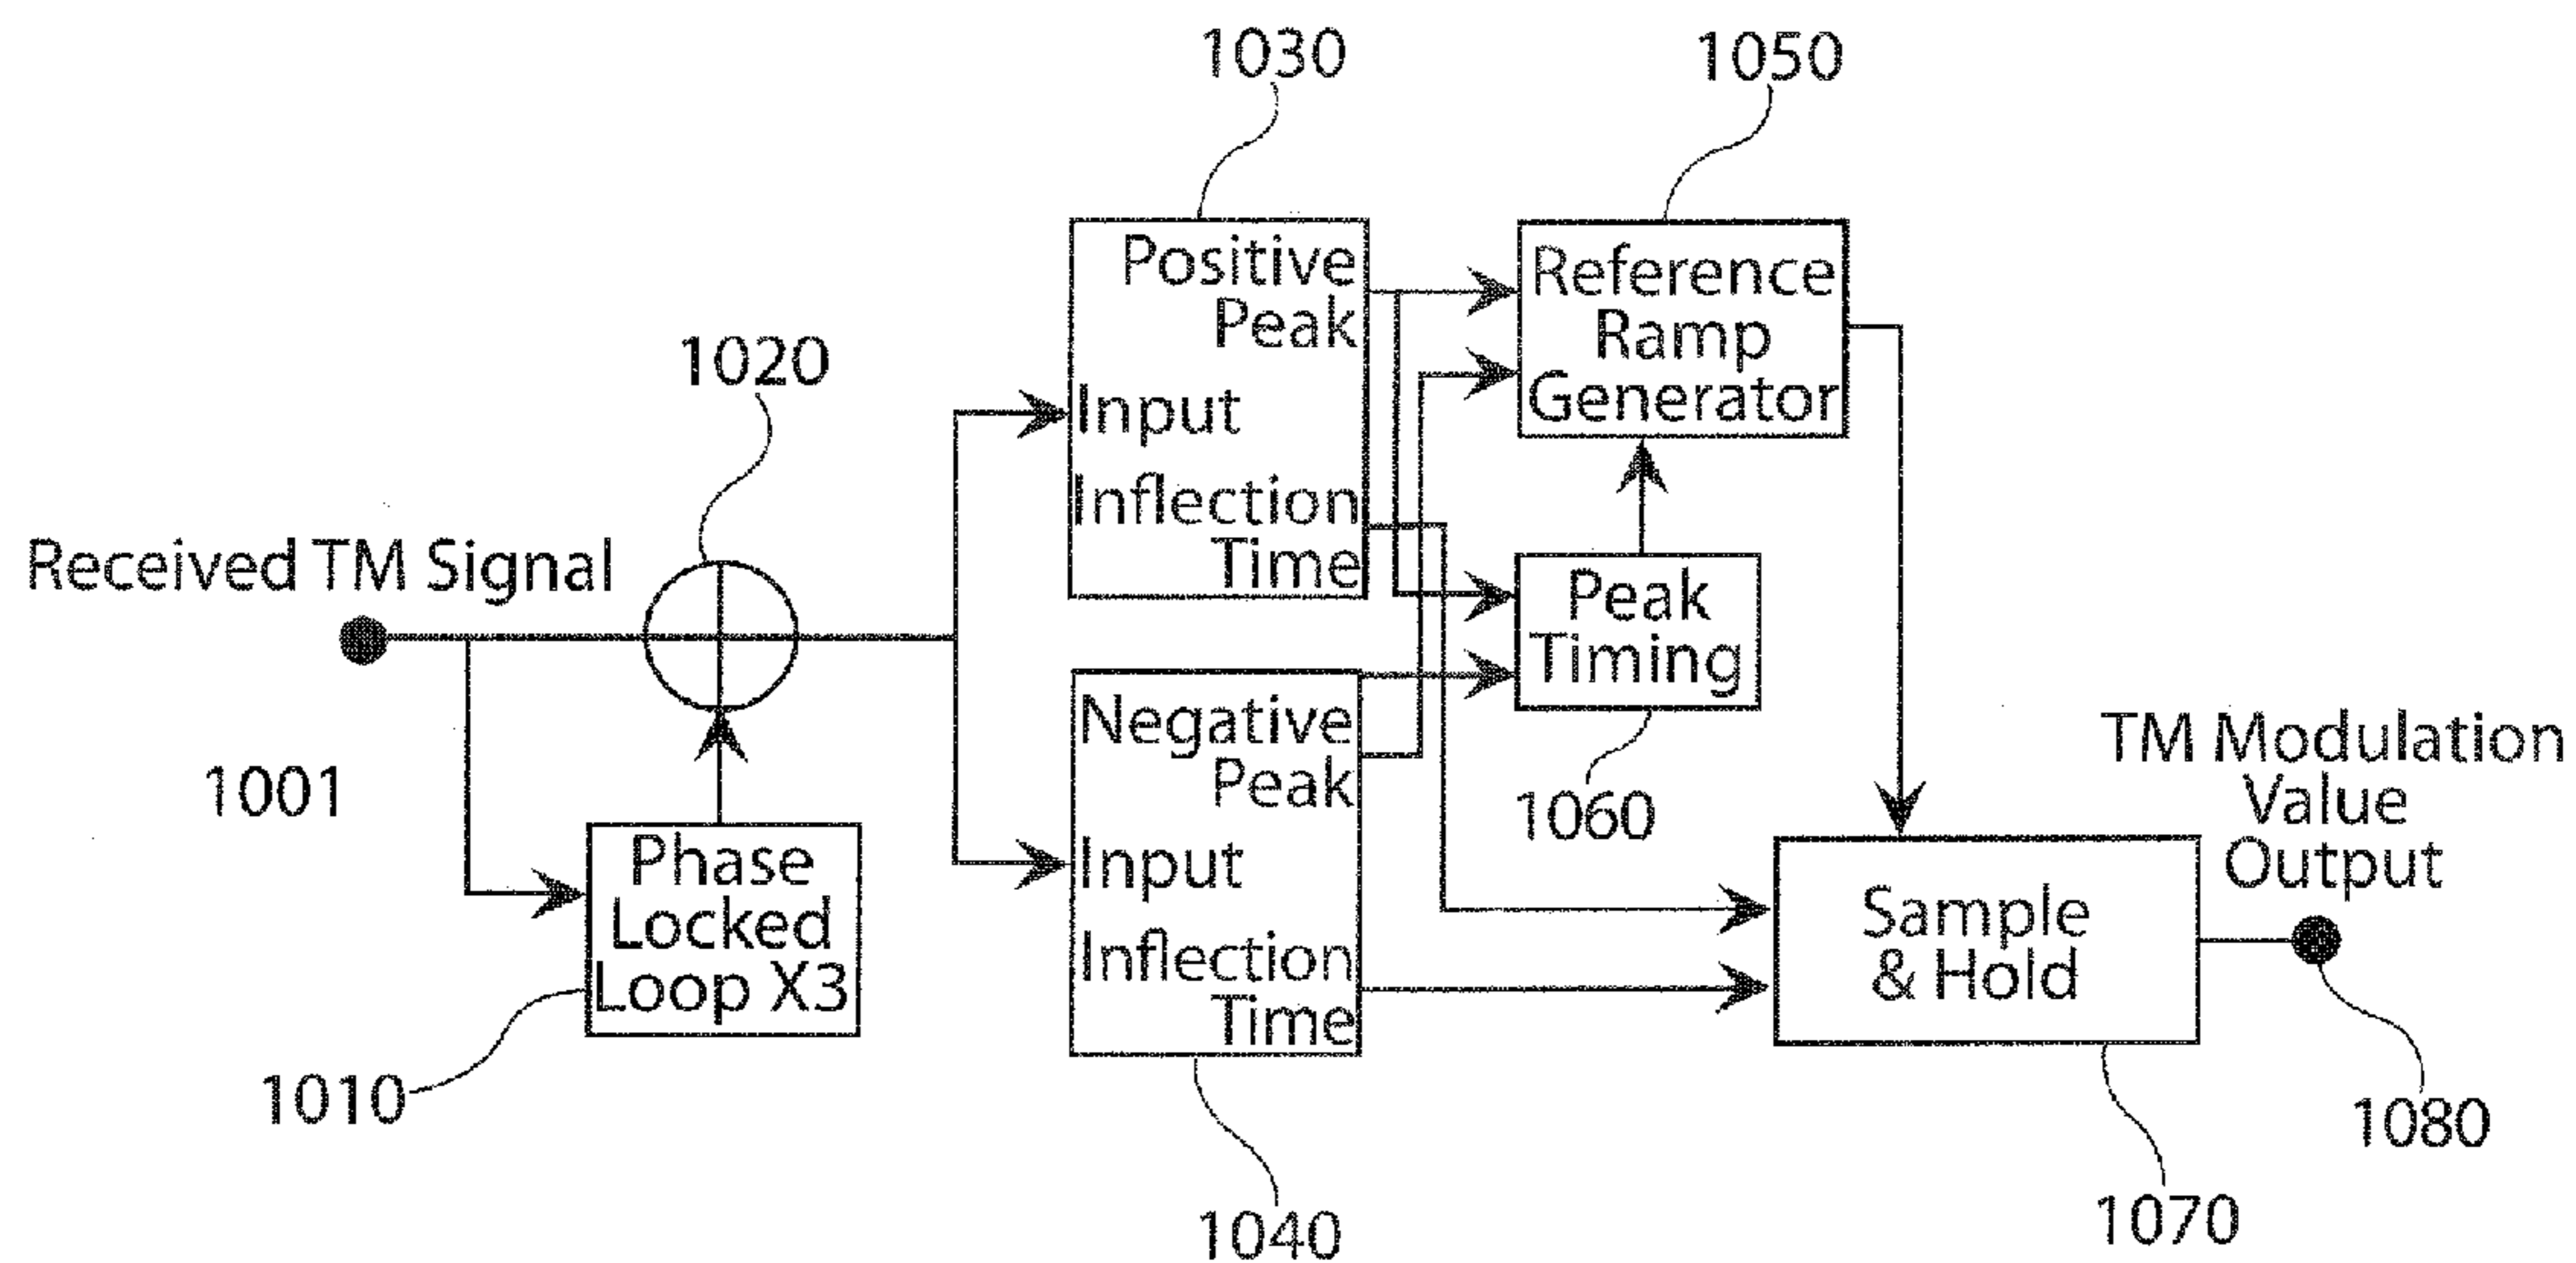 1030
1050
Positive
Peak
Input
Inflection
Time
Reference
Ramp
Generator
1020
Received TM Signal
Peak
Timing
1060
1001
Phase
Locked
Loop X3
1010
Negative
Peak
Input
Inflection
Time
1040
TM Modulation
Value
Output
Sample
& Hold
1080
1070